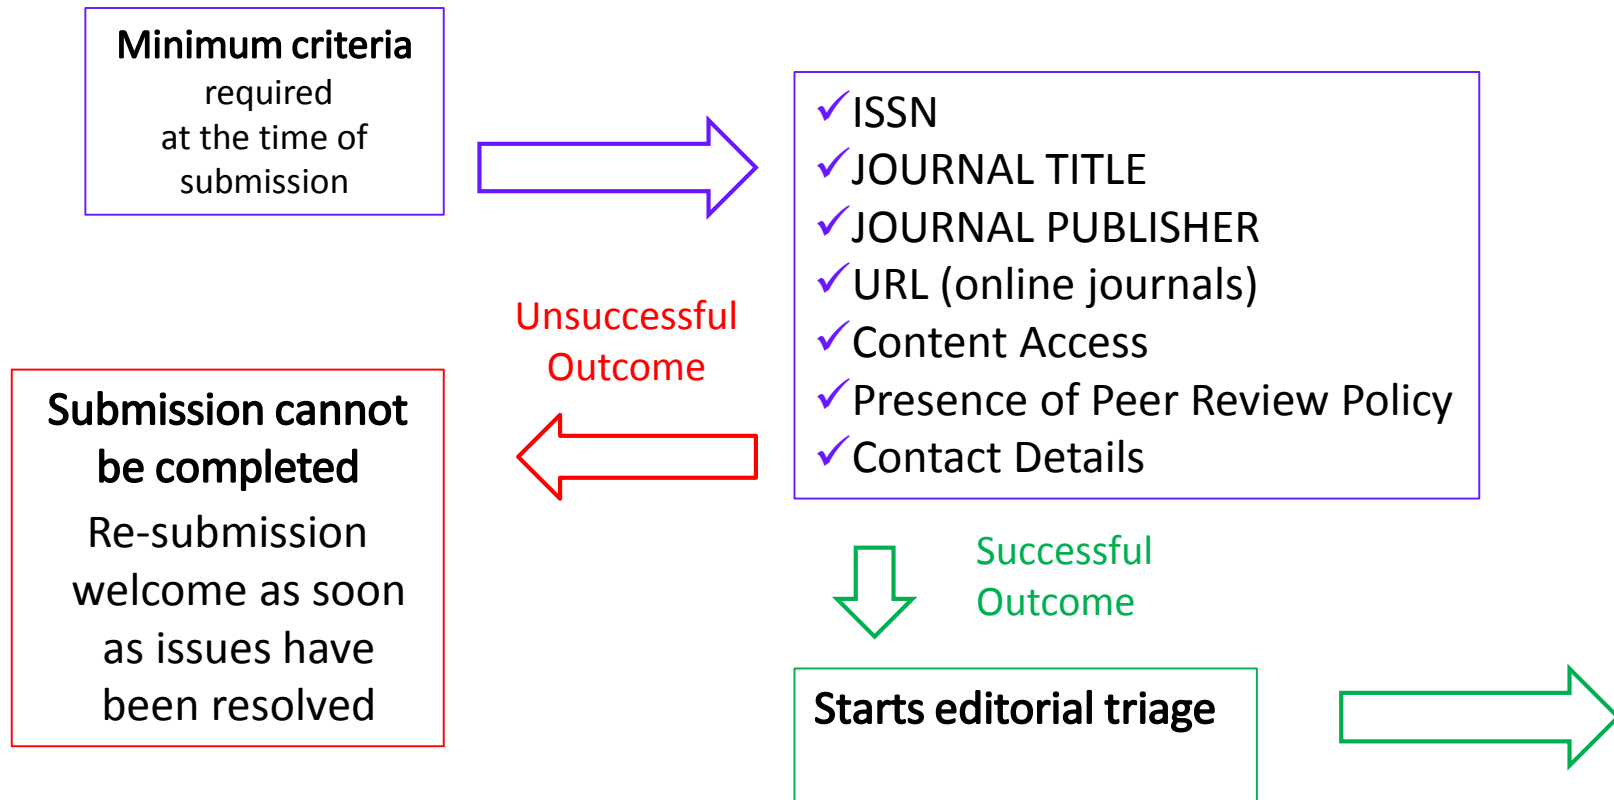 Minimum criteria
required
at the time of
submission
ISSN
JOURNAL TITLE
JOURNAL PUBLISHER
URL (online journals)
Content Access
Presence of Peer Review Policy
Contact Details
Unsuccessful
Outcome
Submission cannot
be completed
Re-submission
welcome as soon
as issues have
been resolved
Successful
Outcome
Starts editorial triage